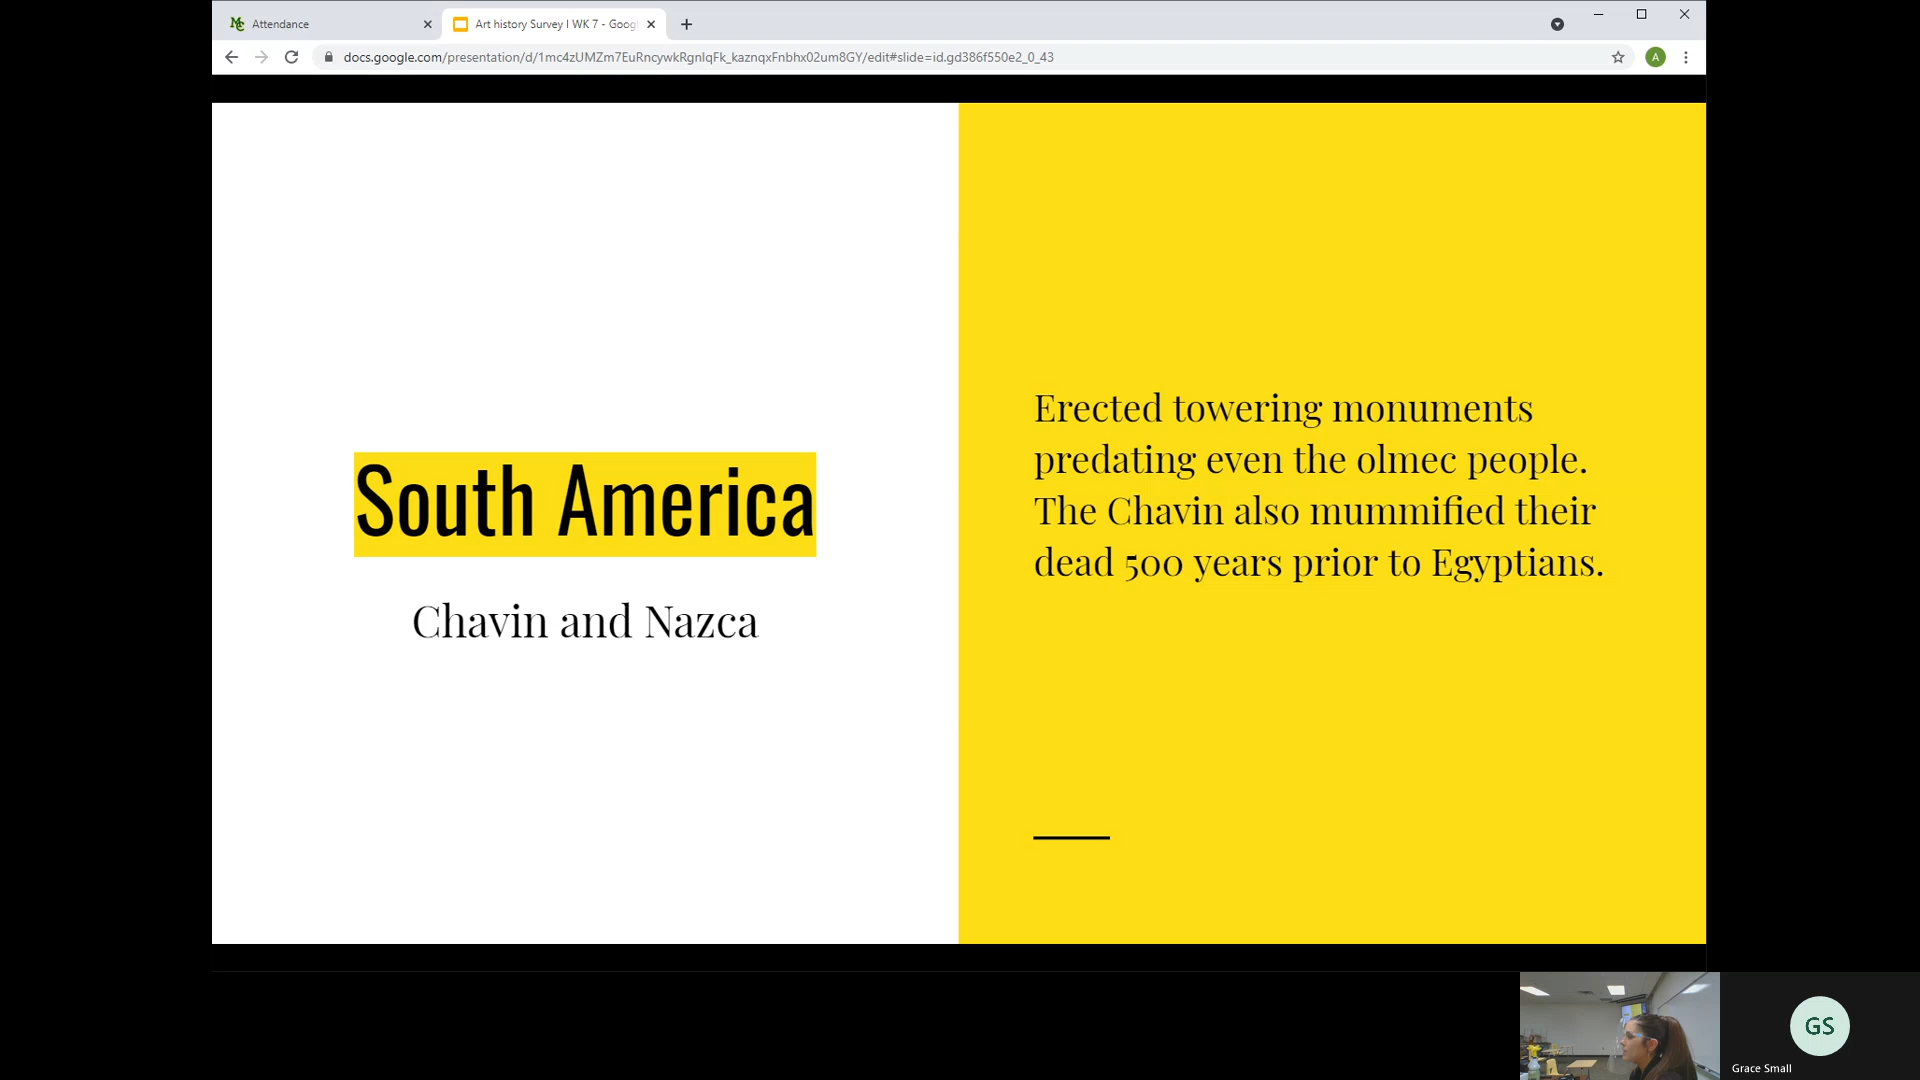 Attendance
Art history Survey I WK 7 - Goog
docs.google.com/presentation/d/1mc4zUMZm7EuRncywkRgnIqFk_kaznqxFnbhx02um8GY/edit#slide=id.gd386f550e2_0_43
A
South America
Chavin and Nazca
Erected towering monuments
predating even the olmec people.
The Chavin also mummified their
dead 500 years prior to Egyptians.
GS
Grace Small